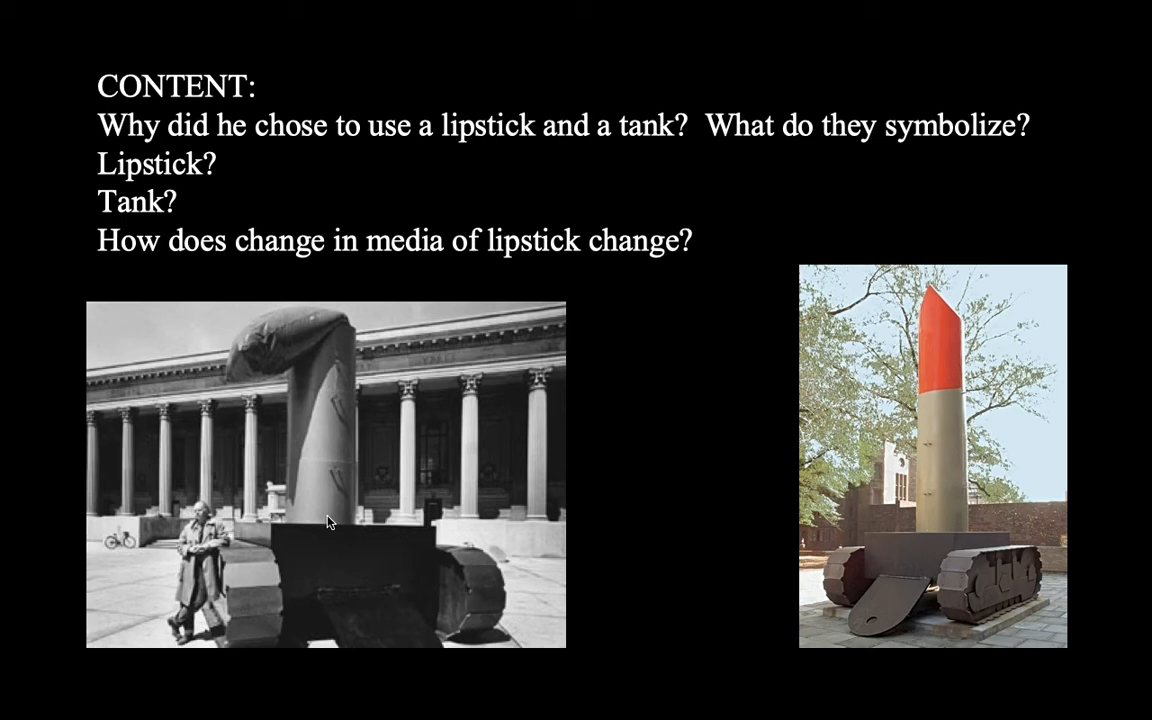 CONTENT:
Why did he chose to use a lipstick and a tank?  What do they symbolize?
Lipstick?
Tank?
How does change in media of lipstick change?